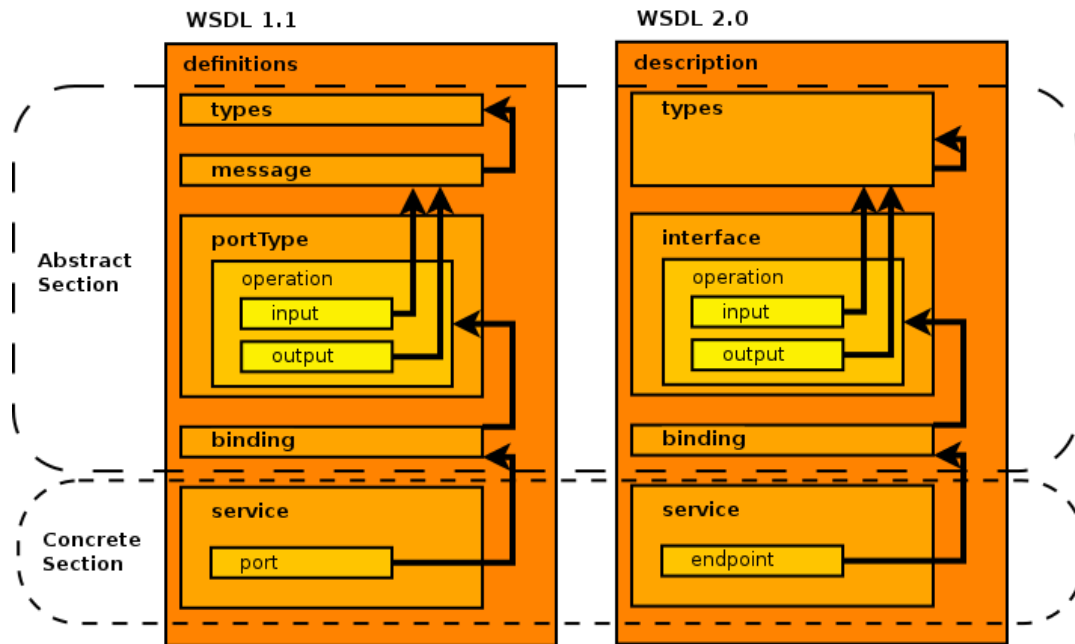 WSDL 1.1
definitions
types
message
portType
operation
input
output
binding
service
port
WSDL 2.0
description
types
interface
operation
input
output
binding
service
endpoint
Abstract
Section
Concrete
Section